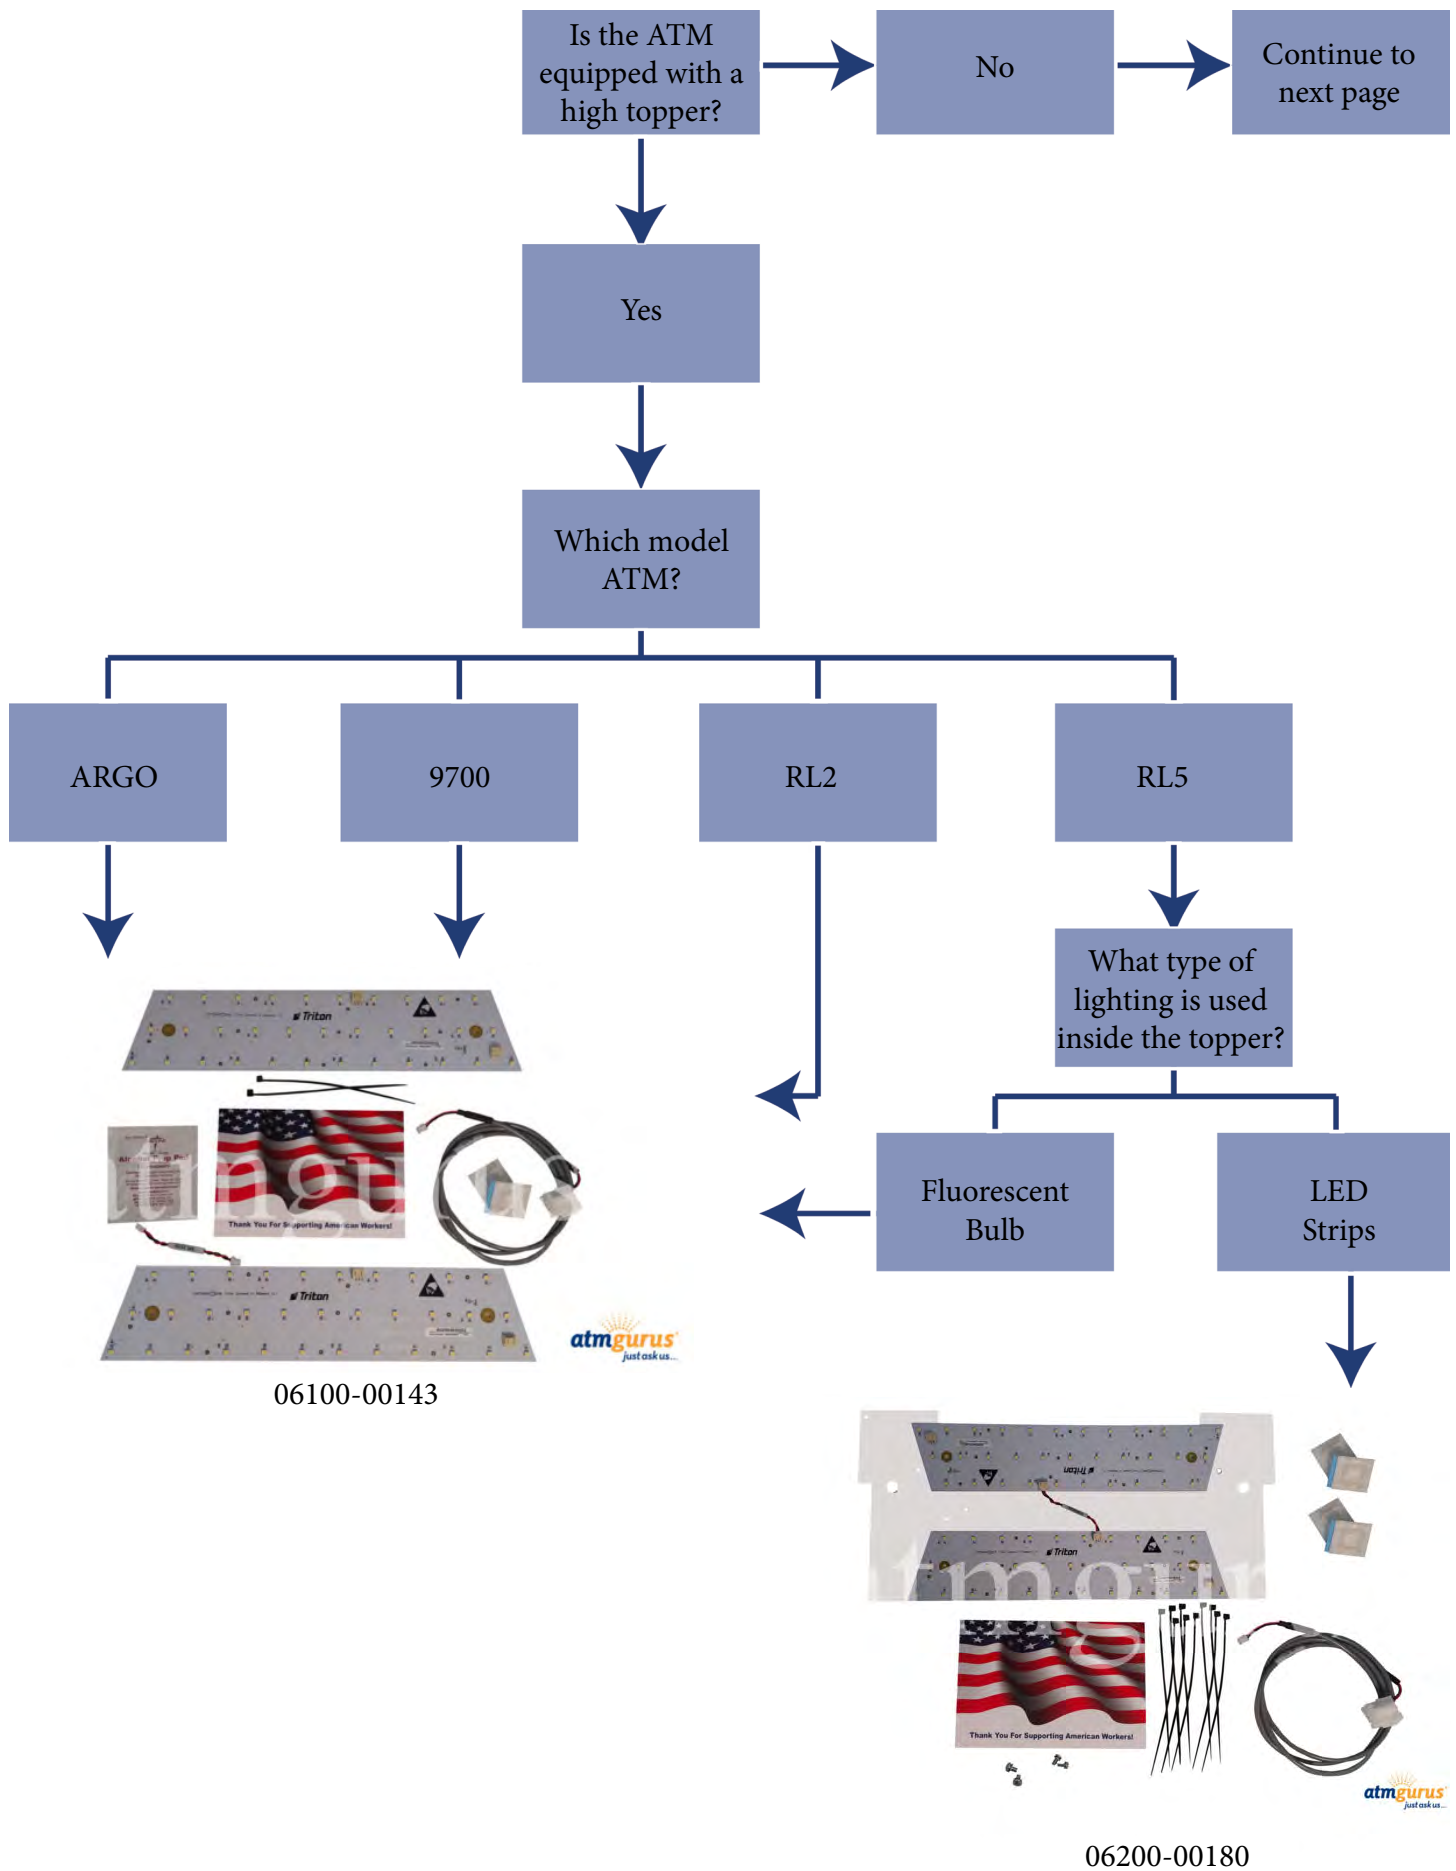 Is the ATM
equipped with a
high topper?
No
Continue to
next page
Yes
Which model
ATM?
ARGO
9700
RL2
RL5
What type of
lighting is used
inside the topper?
Fluorescent
Bulb
LED
Strips
Triton
Thank You For Supporting American Workers!
Triton
atmgurus
just ask us...
06100-00143
Triton
Triton
atmgur
Thank You For Supporting American Workers!
atmgurus
just ask us...
06200-00180